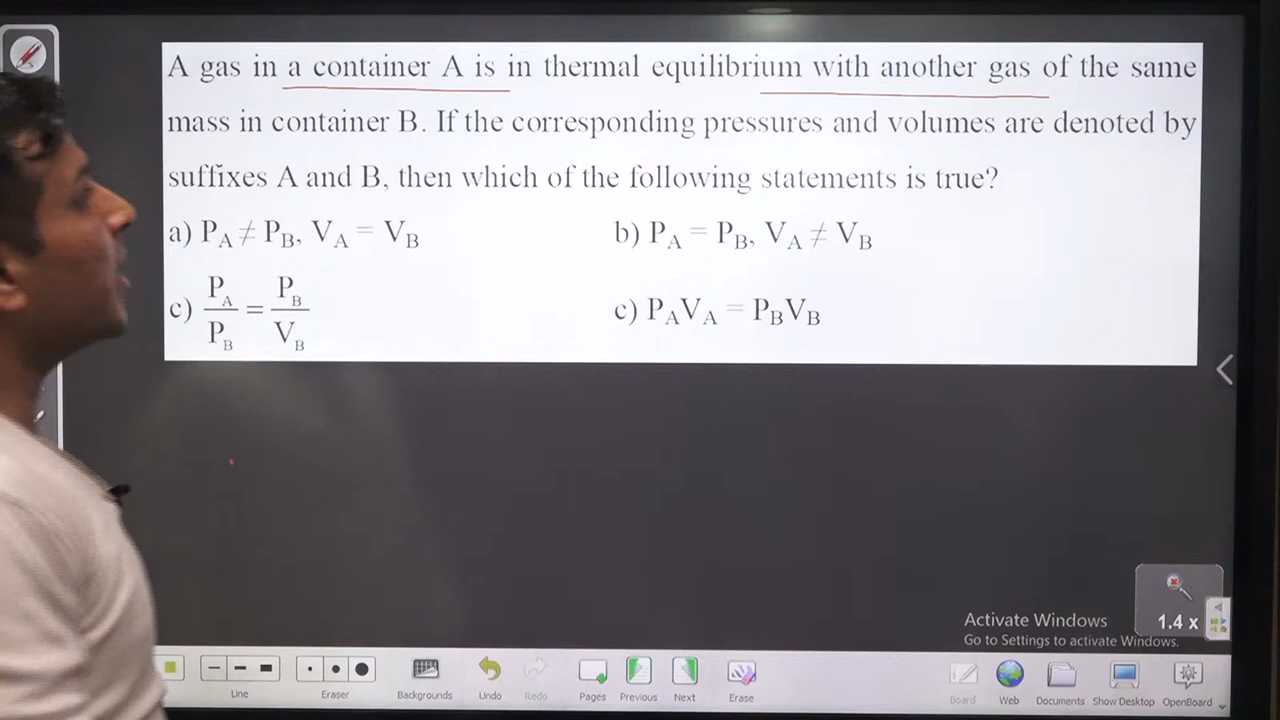 A gas in a container A is in thermal equilibrium with another gas of the same
mass in container B. If the corresponding pressures and volumes are denoted by
suffixes A and B, then which of the following statements is true?
a) P_A ≠ P_B, V_A = V_B
b) P_A = P_B, V_A ≠ V_B
c) P_A/P_B = P_B/V_B
c) P_AV_A = P_BV_B
Activate Windows
Go to Settings to activate Windows.
1.4 x
Line
Eraser
Backgrounds
Undo
Redo
Pages
Previous
Next
Erase
Board
Web
Documents
Show Desktop
OpenBoard